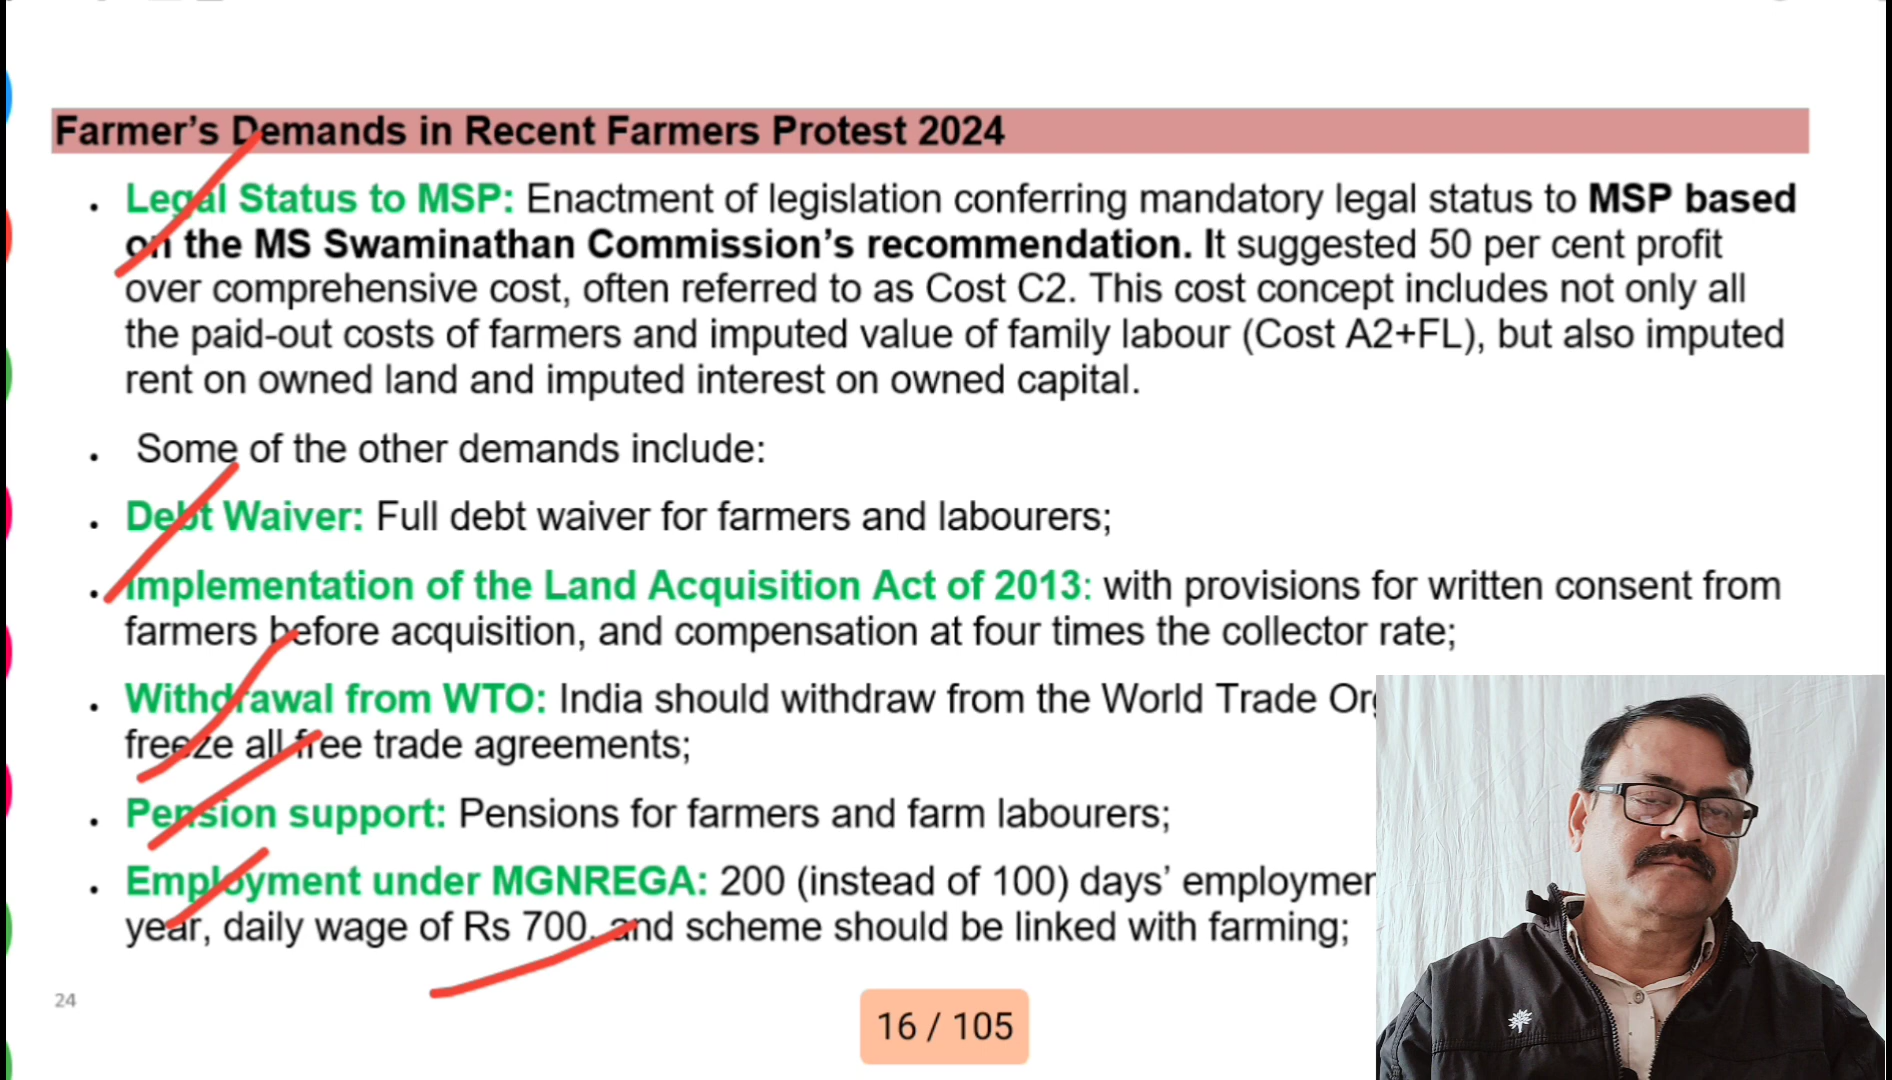 Farmer’s Demands in Recent Farmers Protest 2024
• Legal Status to MSP: Enactment of legislation conferring mandatory legal status to MSP based
on the MS Swaminathan Commission’s recommendation. It suggested 50 per cent profit
over comprehensive cost, often referred to as Cost C2. This cost concept includes not only all
the paid-out costs of farmers and imputed value of family labour (Cost A2+FL), but also imputed
rent on owned land and imputed interest on owned capital.
• Some of the other demands include:
• Debt Waiver: Full debt waiver for farmers and labourers;
• Implementation of the Land Acquisition Act of 2013: with provisions for written consent from
farmers before acquisition, and compensation at four times the collector rate;
• Withdrawal from WTO: India should withdraw from the World Trade
freeze all free trade agreements;
• Pension support: Pensions for farmers and farm labourers;
• Employment under MGNREGA: 200 (instead of 100) days’
year, daily wage of Rs 700, and scheme should be linked with farming;
24
16 / 105